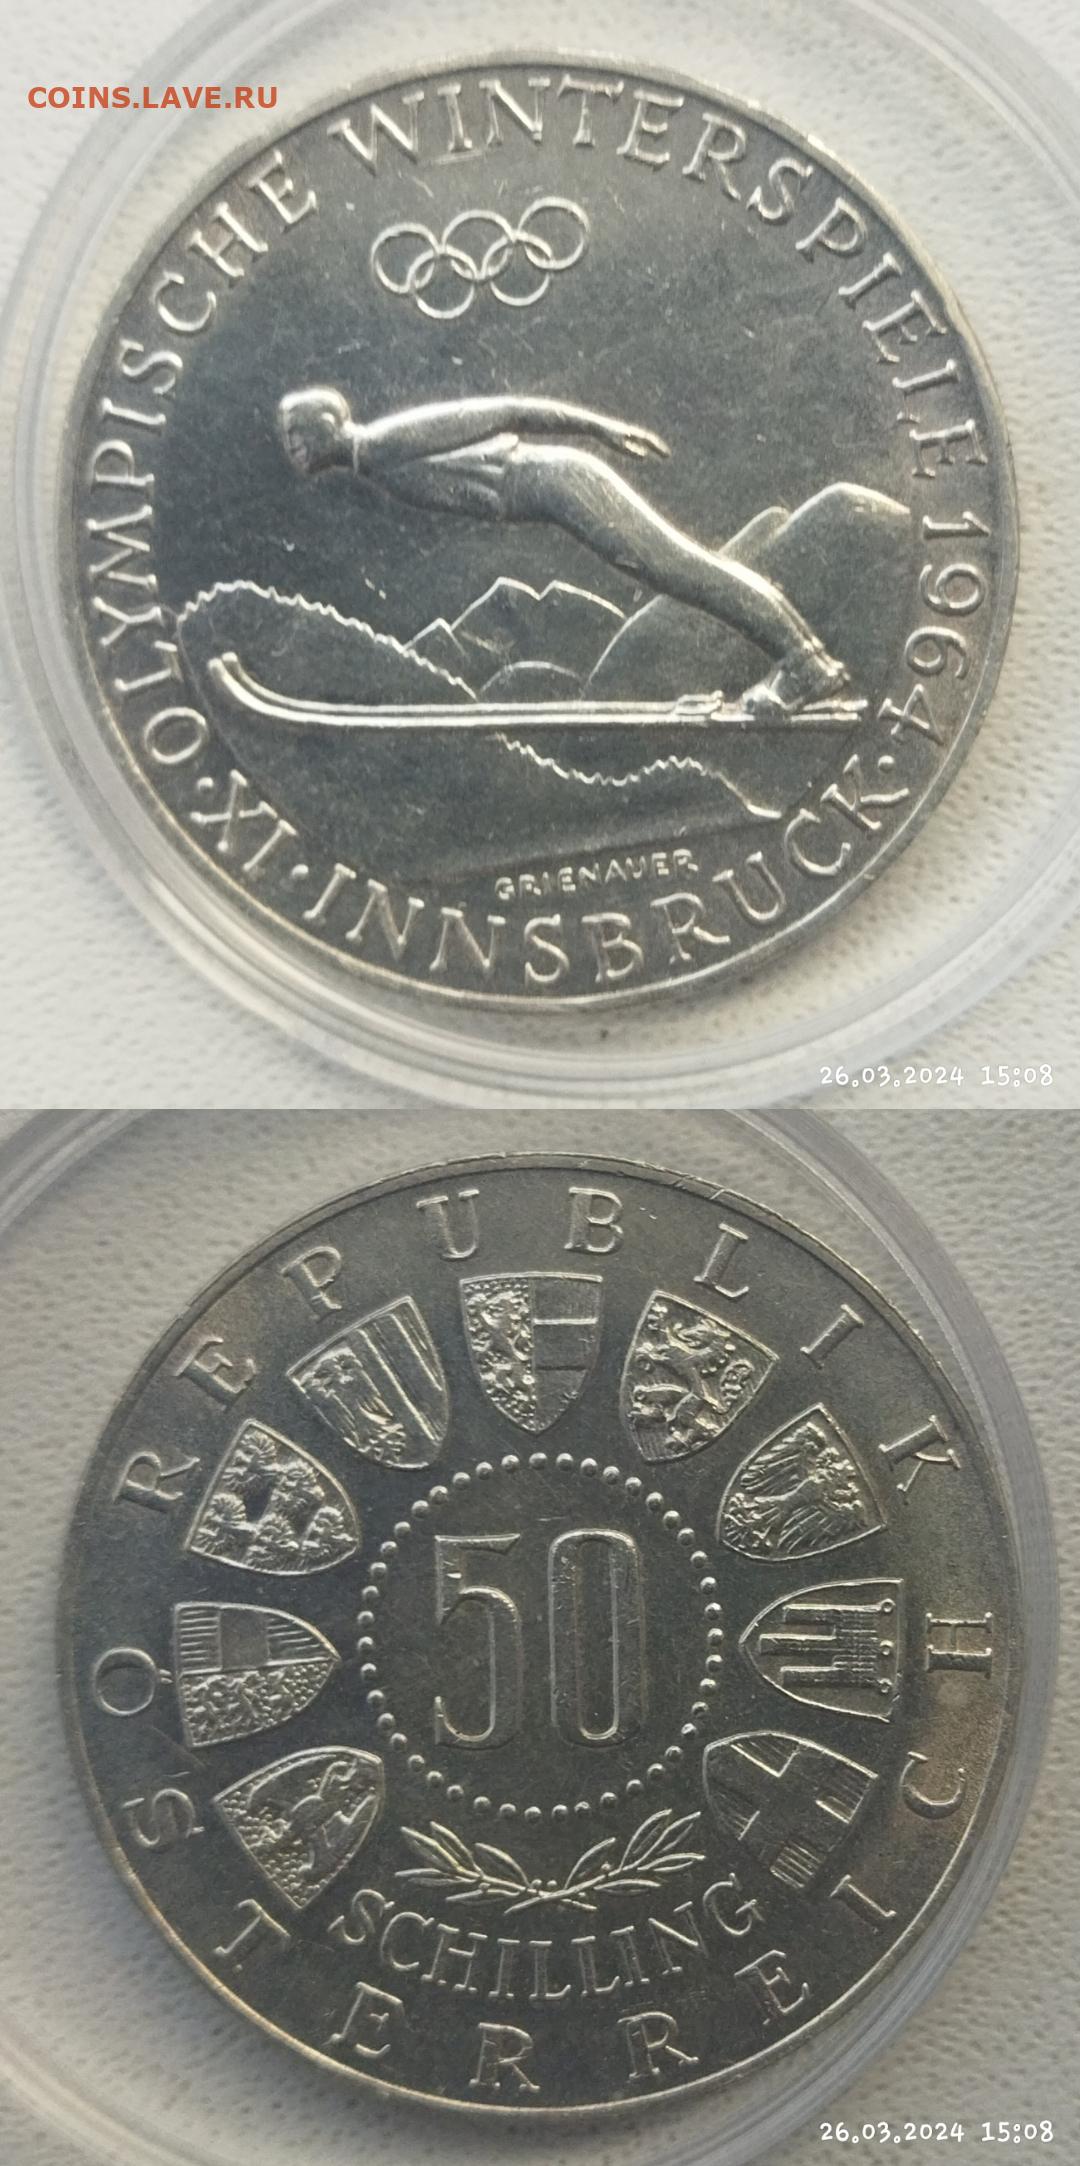 COINS.LAVE.RU
XI · OLYMPISCHE WINTERSPIELE 1964
· INNSBRUCK ·
GRIENAUER
26.03.2024 15:08
REPUBLIK
ÖSTERREICH
50
SCHILLING
26.03.2024 15:08